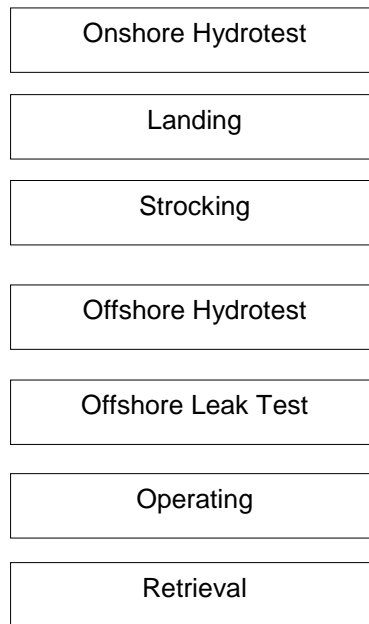 Onshore Hydrotest
Landing
Strocking
Offshore Hydrotest
Offshore Leak Test
Operating
Retrieval